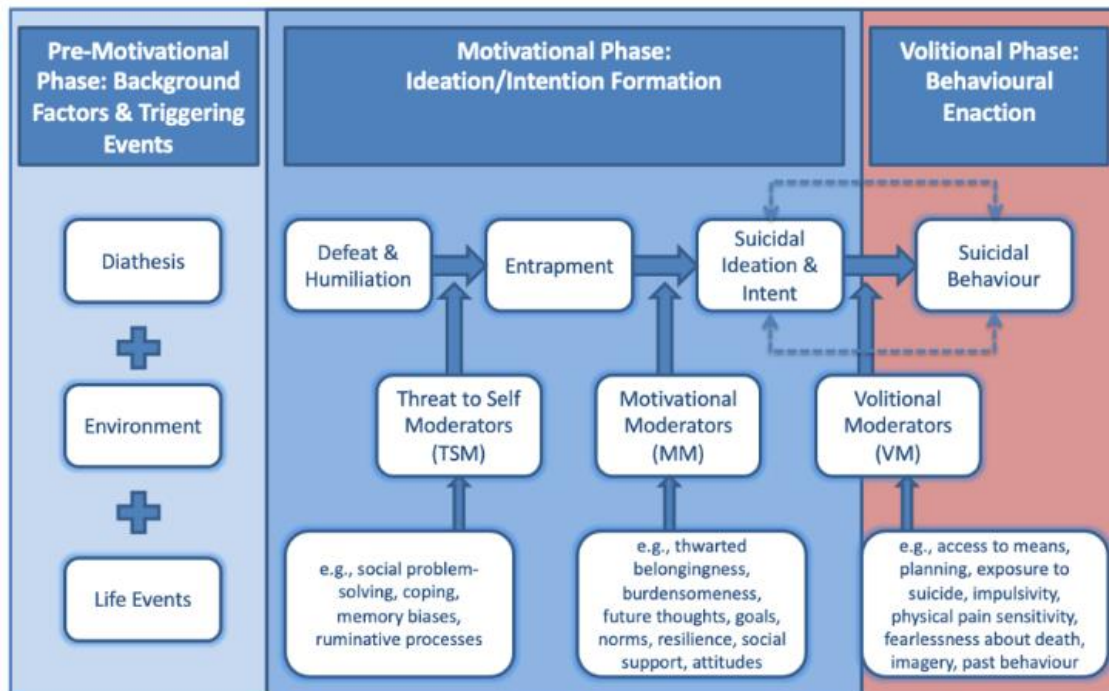 Pre-Motivational
Phase: Background
Factors & Triggering
Events
Motivational Phase:
Ideation/Intention Formation
Volitional Phase:
Behavioural
Enaction
Diathesis
Environment
Life Events
Defeat &
Humiliation
Entrapment
Suicidal
Ideation &
Intent
Suicidal
Behaviour
Threat to Self
Moderators
(TSM)
Motivational
Moderators
(MM)
Volitional
Moderators
(VM)
e.g., social problem-
solving, coping,
memory biases,
ruminative processes
e.g., thwarted
belongingness,
burdensomeness,
future thoughts, goals,
norms, resilience, social
support, attitudes
e.g., access to means,
planning, exposure to
suicide, impulsivity,
physical pain sensitivity,
fearlessness about death,
imagery, past behaviour